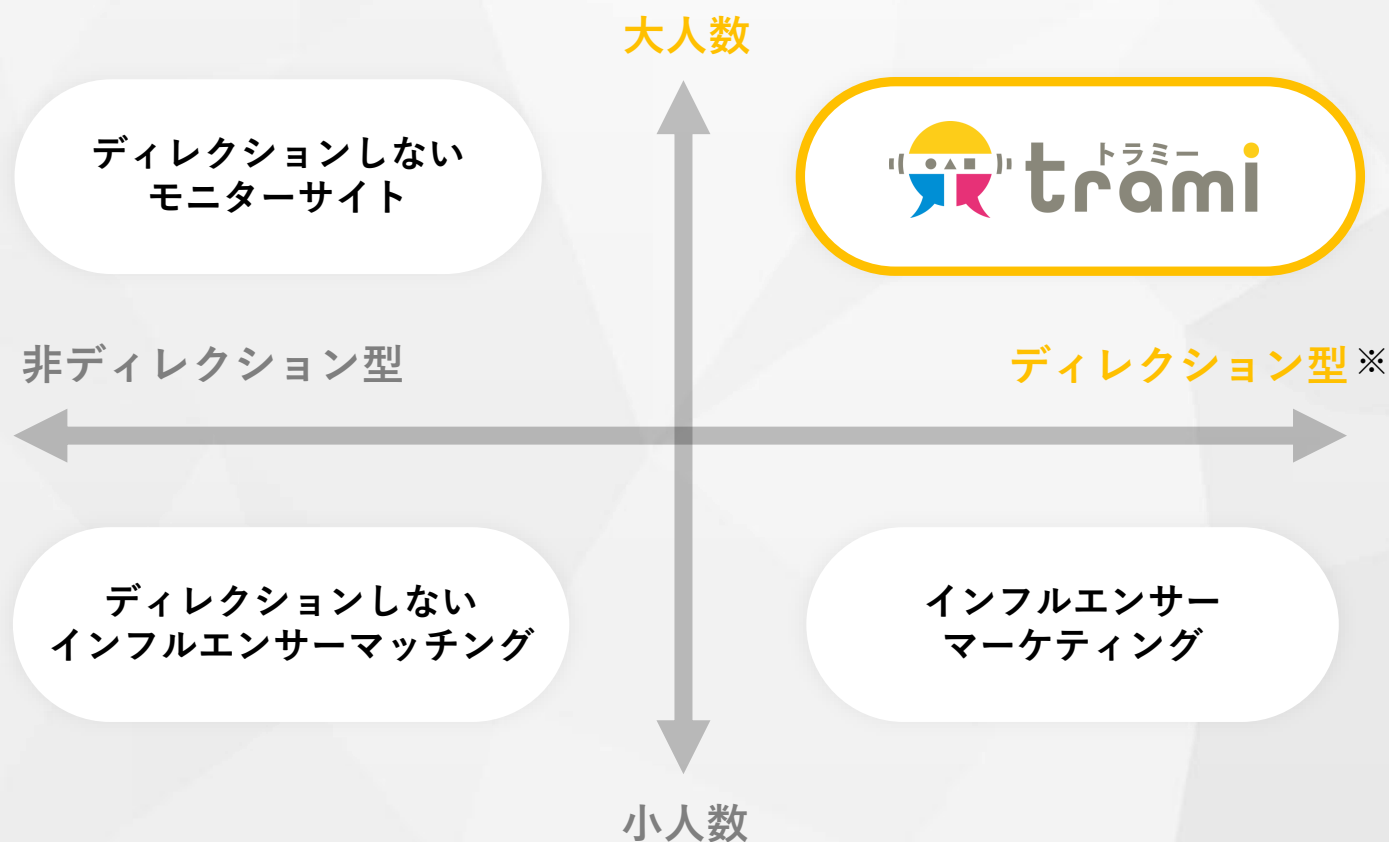 大人数
ディレクションしない
モニターサイト
トラミー
trami
非ディレクション型
ディレクション型※
ディレクションしない
インフルエンサーマッチング
インフルエンサー
マーケティング
小人数